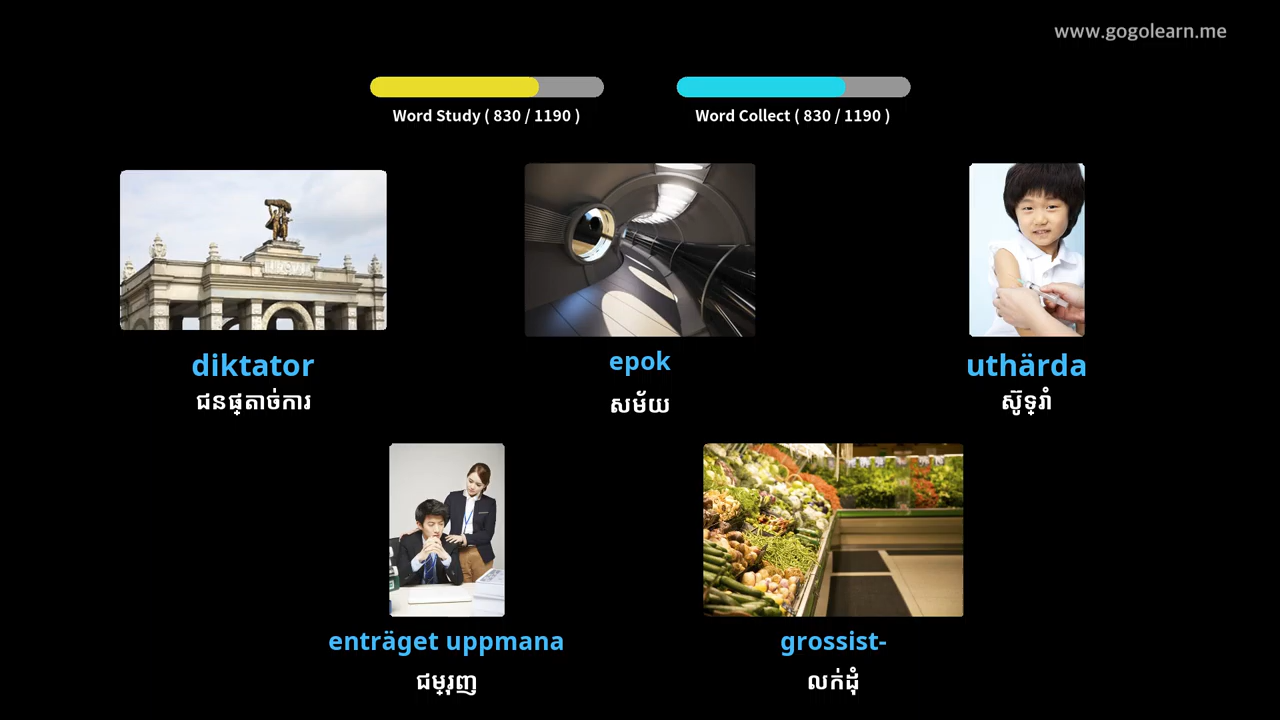 www.gogolearn.me
Word Study ( 830 / 1190 )
Word Collect ( 830 / 1190 )
diktator
ជនផ្តាច់ការ
epok
សម័យ
uthärda
ស៊ូទ្រាំ
enträget uppmana
ជម្រុញ
grossist-
លក់ដុំ